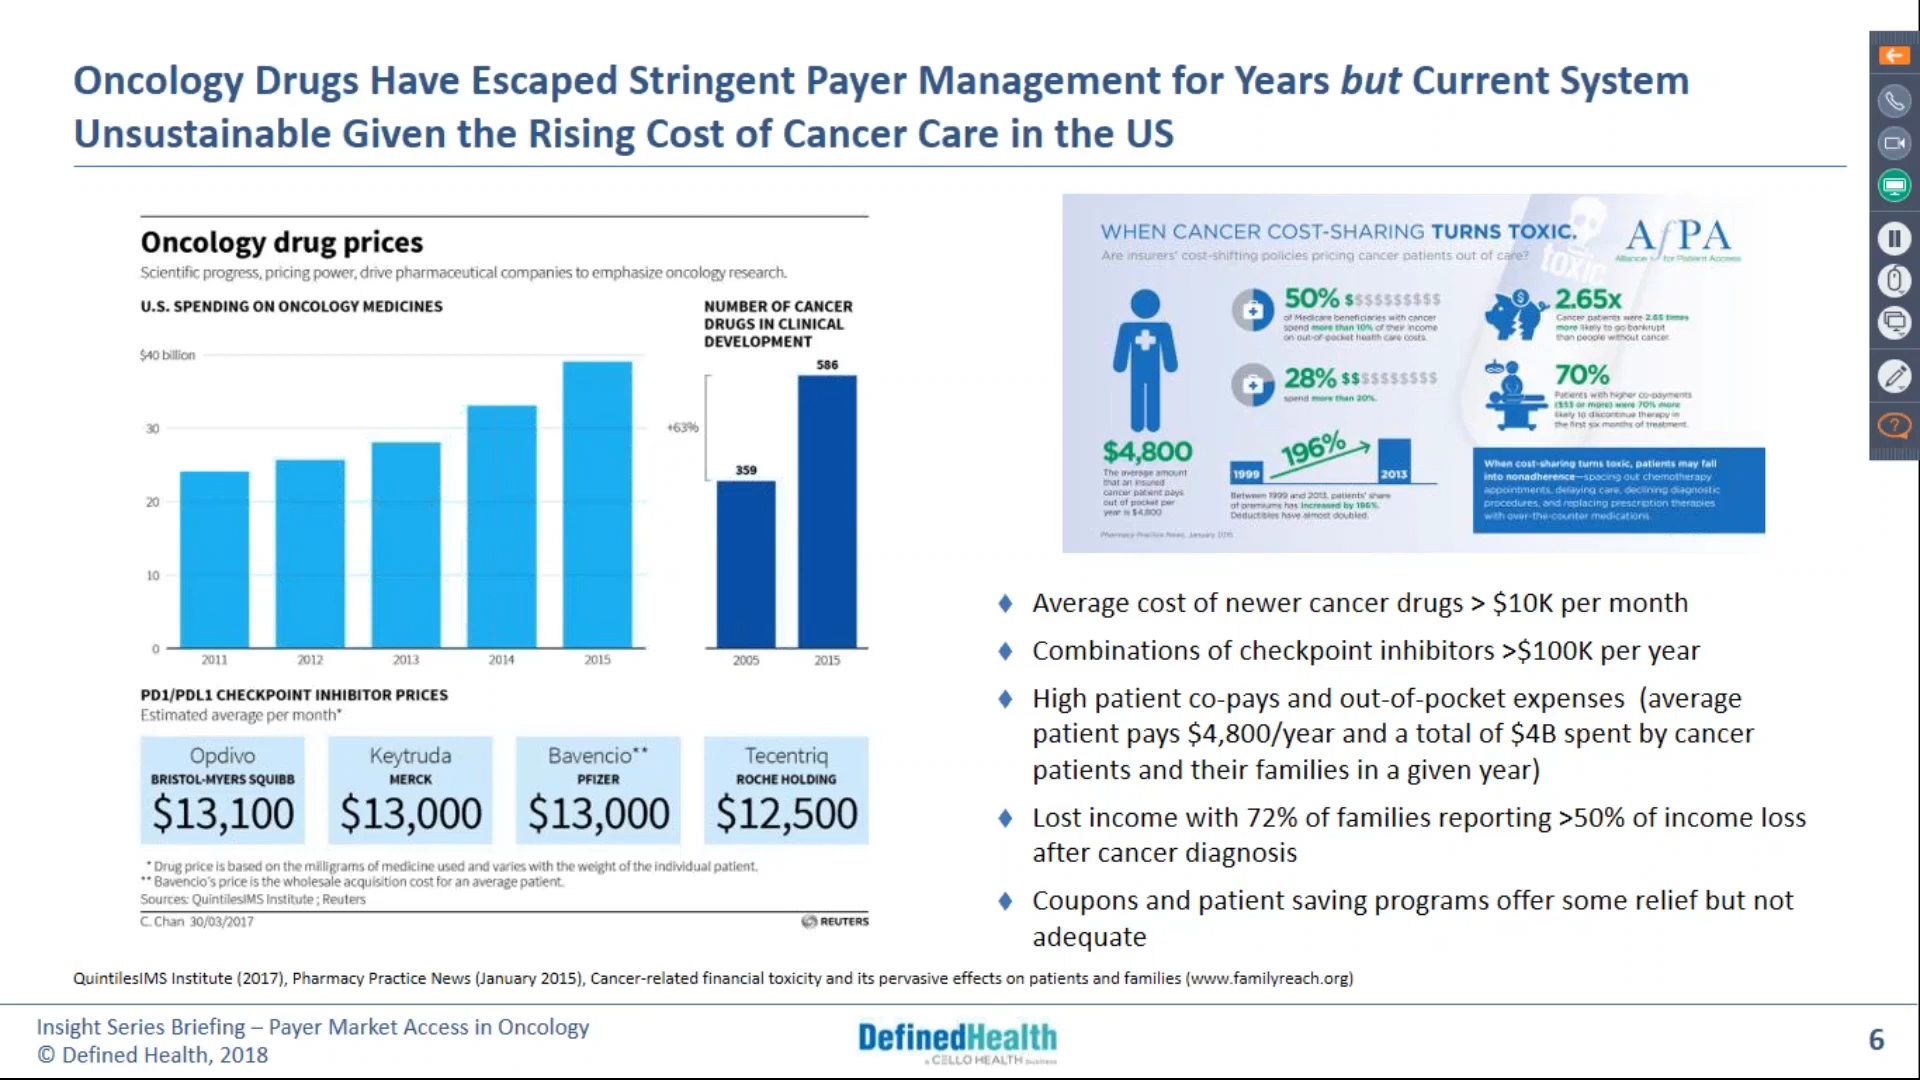 Oncology Drugs Have Escaped Stringent Payer Management for Years but Current System
Unsustainable Given the Rising Cost of Cancer Care in the US
Oncology drug prices
Scientific progress, pricing power, drive pharmaceutical companies to emphasize oncology research.
U.S. SPENDING ON ONCOLOGY MEDICINES
$40 billion
30
20
10
0
2011 2012 2013 2014 2015
NUMBER OF CANCER
DRUGS IN CLINICAL
DEVELOPMENT
586
+63%
359
2005 2015
PD1/PDL1 CHECKPOINT INHIBITOR PRICES
Estimated average per month*
Opdivo
BRISTOL-MYERS SQUIBB
$13,100
Keytruda
MERCK
$13,000
Bavencio**
PFIZER
$13,000
Tecentriq
ROCHE HOLDING
$12,500
* Drug price is based on the milligrams of medicine used and varies with the weight of the individual patient.
** Bavencio's price is the wholesale acquisition cost for an average patient.
Sources: QuintilesIMS Institute ; Reuters
C. Chan 30/03/2017
REUTERS
WHEN CANCER COST-SHARING TURNS TOXIC.
Are insurers' cost-shifting policies pricing cancer patients out of care?
toxic
AfPA
Alliance for Patient Access
$4,800
The average amount
that an insured
cancer patient pays
out of pocket per
year is $4,800
50% $$$$$$$$$$
of Medicare beneficiaries with cancer
spend more than 10% of their income
on out-of-pocket health care costs.
28% $$$$$$$$$$
spend more than 20%.
1999
196%
2013
Between 1999 and 2013, patients' share
of premiums has increased by 196%.
Deductibles have almost doubled.
2.65x
Cancer patients were 2.65 times
more likely to go bankrupt
than people without cancer.
70%
Patients with higher co-payments
($53 or more) were 70% more
likely to discontinue therapy in
the first six months of treatment.
When cost-sharing turns toxic, patients may fall
into nonadherence—spacing out chemotherapy
appointments, delaying care, declining diagnostic
procedures, and replacing prescription therapies
with over-the-counter medications.
Pharmacy Practice News, January 2015
♦ Average cost of newer cancer drugs > $10K per month
♦ Combinations of checkpoint inhibitors >$100K per year
♦ High patient co-pays and out-of-pocket expenses (average
patient pays $4,800/year and a total of $4B spent by cancer
patients and their families in a given year)
♦ Lost income with 72% of families reporting >50% of income loss
after cancer diagnosis
♦ Coupons and patient saving programs offer some relief but not
adequate
QuintilesIMS Institute (2017), Pharmacy Practice News (January 2015), Cancer-related financial toxicity and its pervasive effects on patients and families (www.familyreach.org)
Insight Series Briefing – Payer Market Access in Oncology
© Defined Health, 2018
DefinedHealth
a CELLO HEALTH business
6